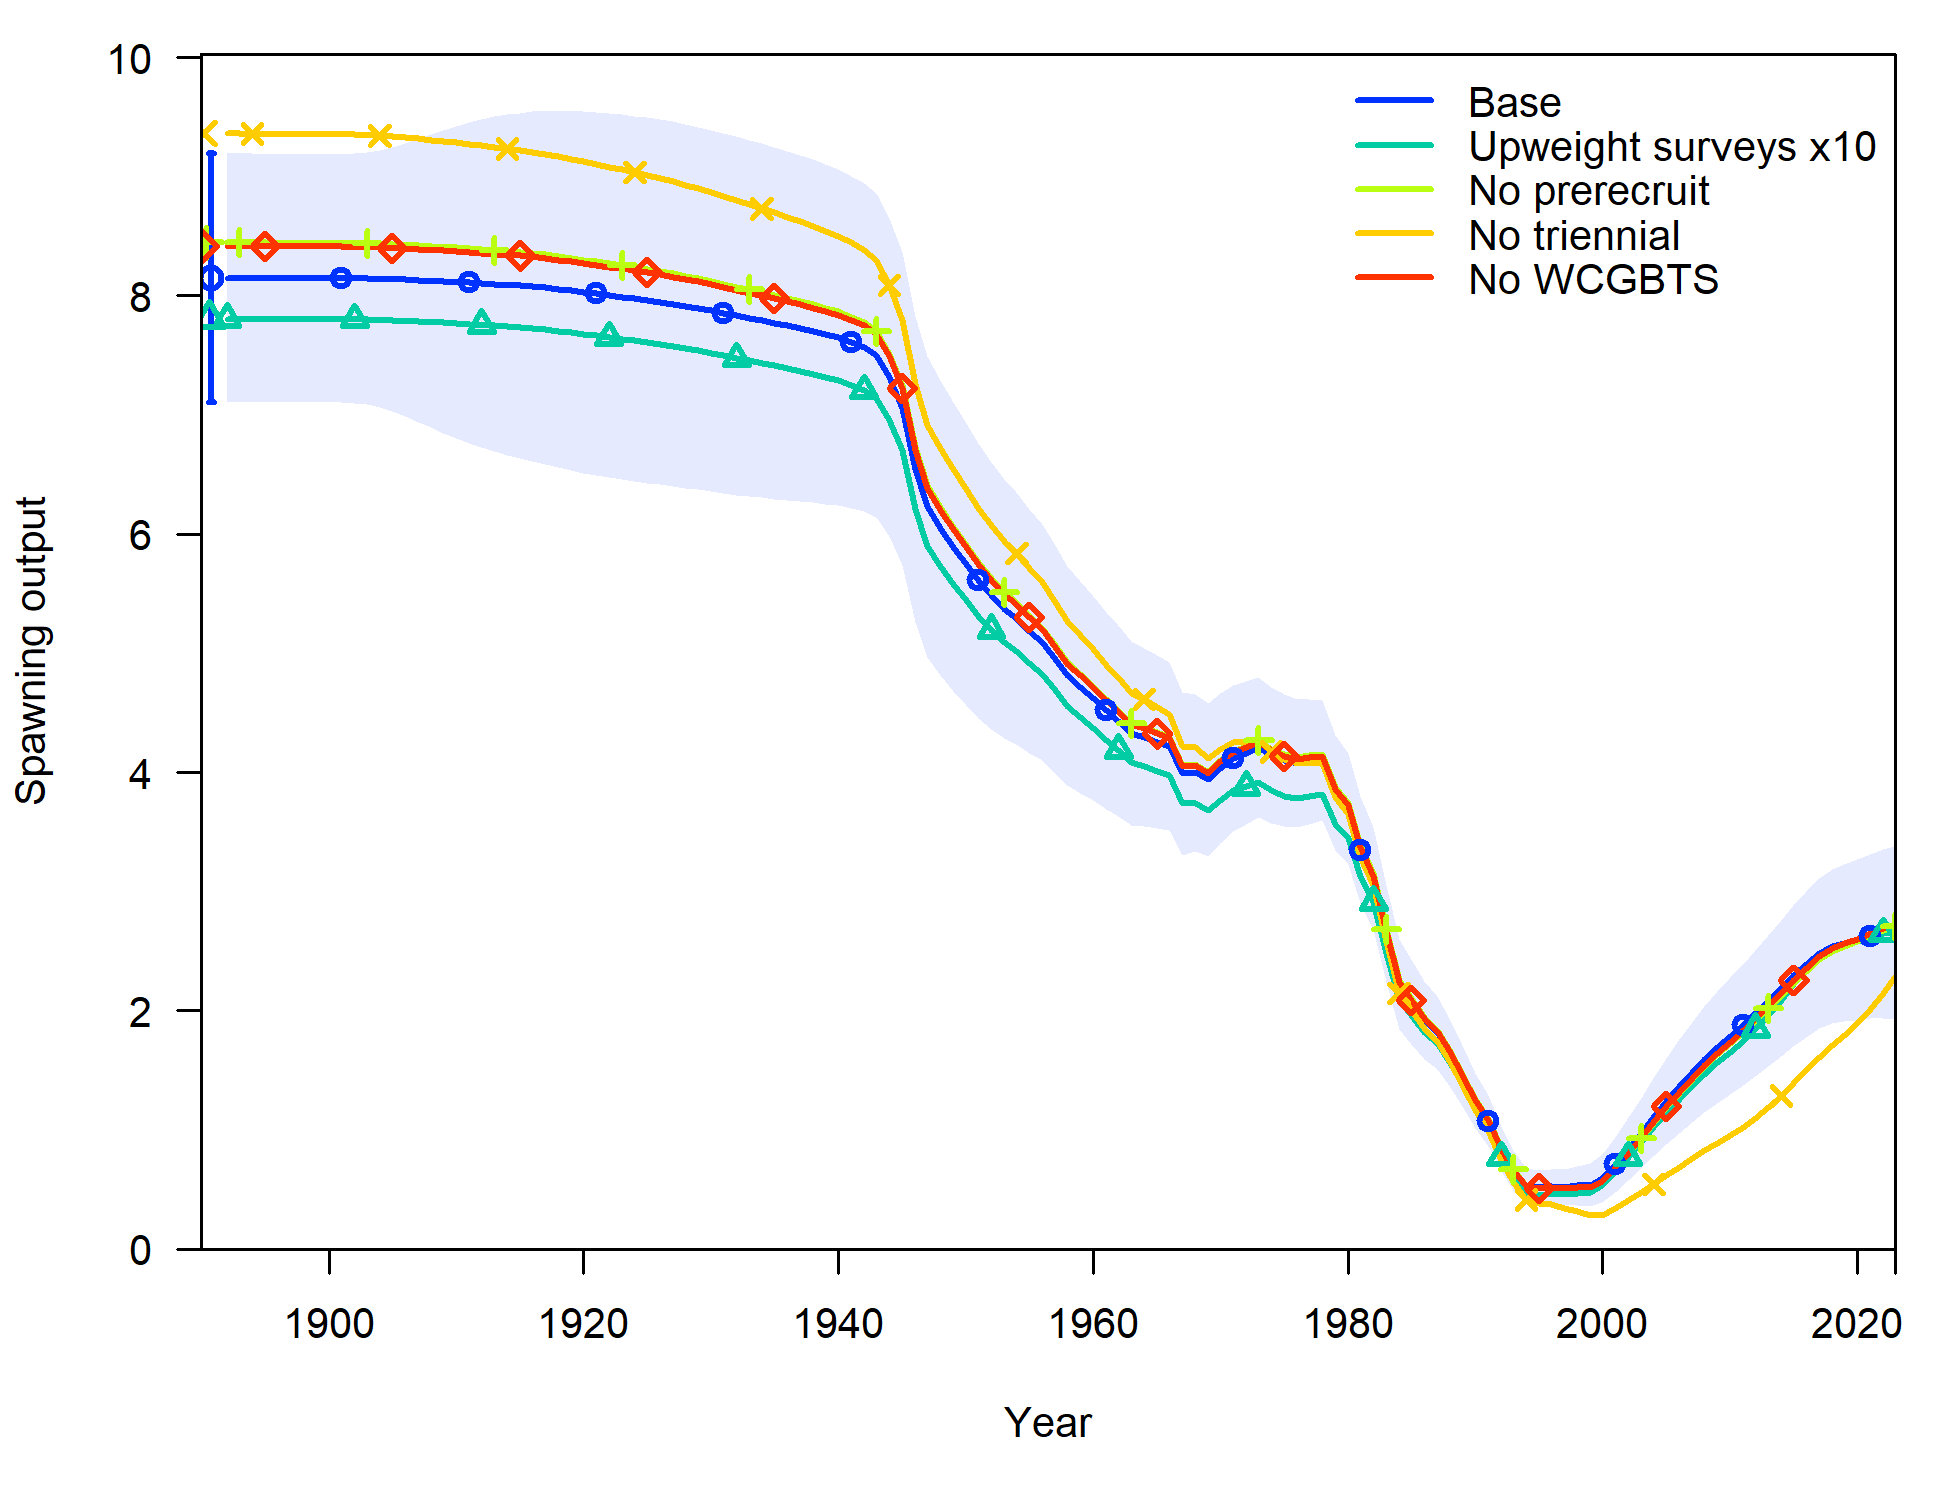 10
8
6
4
2
0
Spawning output
Base
Upweight surveys x10
No prerecruit
No triennial
No WCGBTS
1900 1920 1940 1960 1980 2000 2020
Year